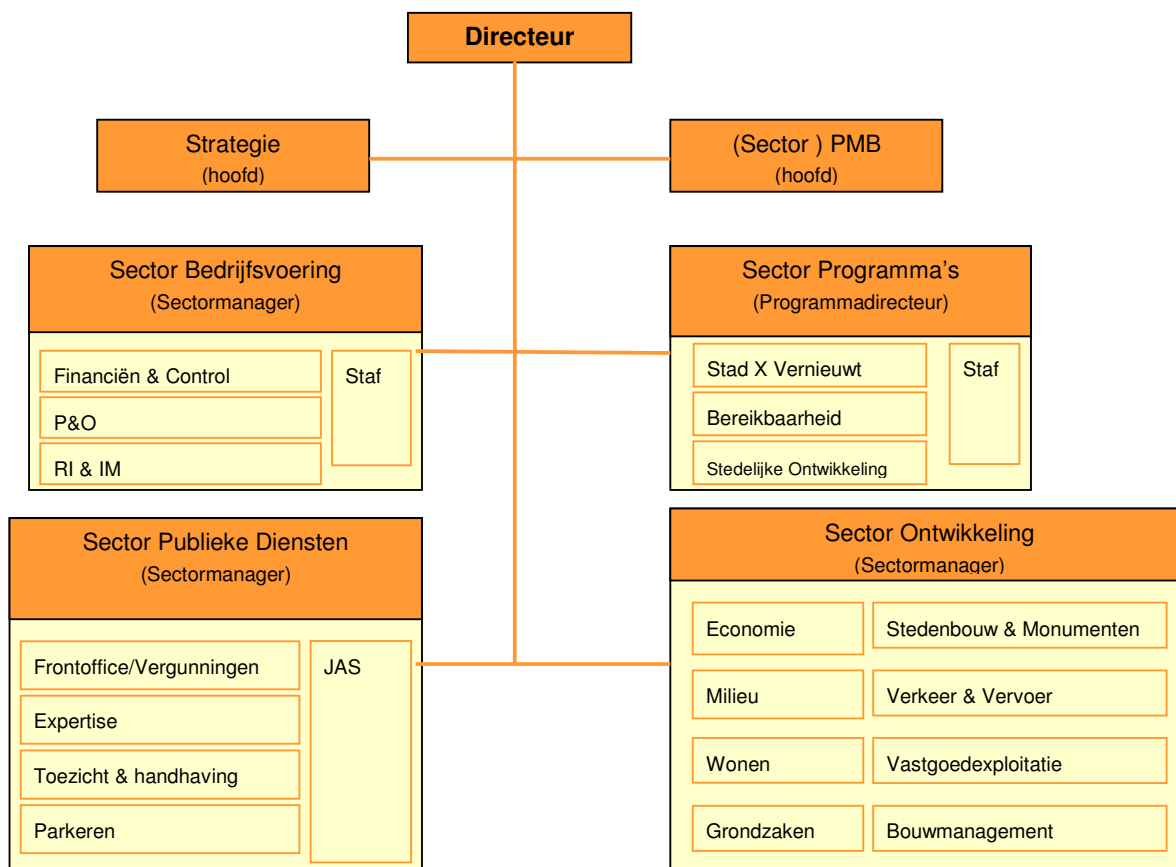 Directeur
Strategie
(hoofd)
(Sector ) PMB
(hoofd)
Sector Bedrijfsvoering
(Sectormanager)
Financiën & Control
P&O
RI & IM
Staf
Sector Programma's
(Programmadirecteur)
Stad X Vernieuwt
Bereikbaarheid
Stedelijke Ontwikkeling
Staf
Sector Publieke Diensten
(Sectormanager)
Frontoffice/Vergunningen
Expertise
Toezicht & handhaving
Parkeren
JAS
Sector Ontwikkeling
(Sectormanager)
Economie
Milieu
Wonen
Grondzaken
Stedenbouw & Monumenten
Verkeer & Vervoer
Vastgoedexploitatie
Bouwmanagement